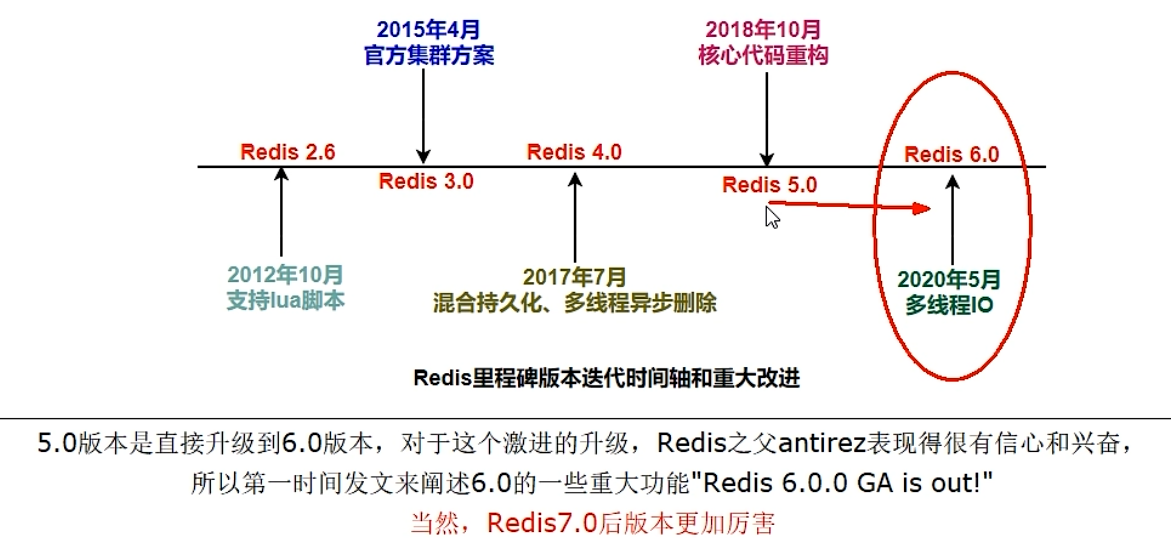 2015年4月
官方集群方案
2018年10月
核心代码重构
Redis 2.6
Redis 4.0
Redis 6.0
Redis 3.0
Redis 5.0
2012年10月
支持lua脚本
2017年7月
混合持久化、多线程异步删除
2020年5月
多线程IO
Redis里程碑版本迭代时间轴和重大改进
5.0版本是直接升级到6.0版本，对于这个激进的升级，Redis之父antirez表现得很有信心和兴奋，
所以第一时间发文来阐述6.0的一些重大功能"Redis 6.0.0 GA is out!"
当然，Redis7.0后版本更加厉害